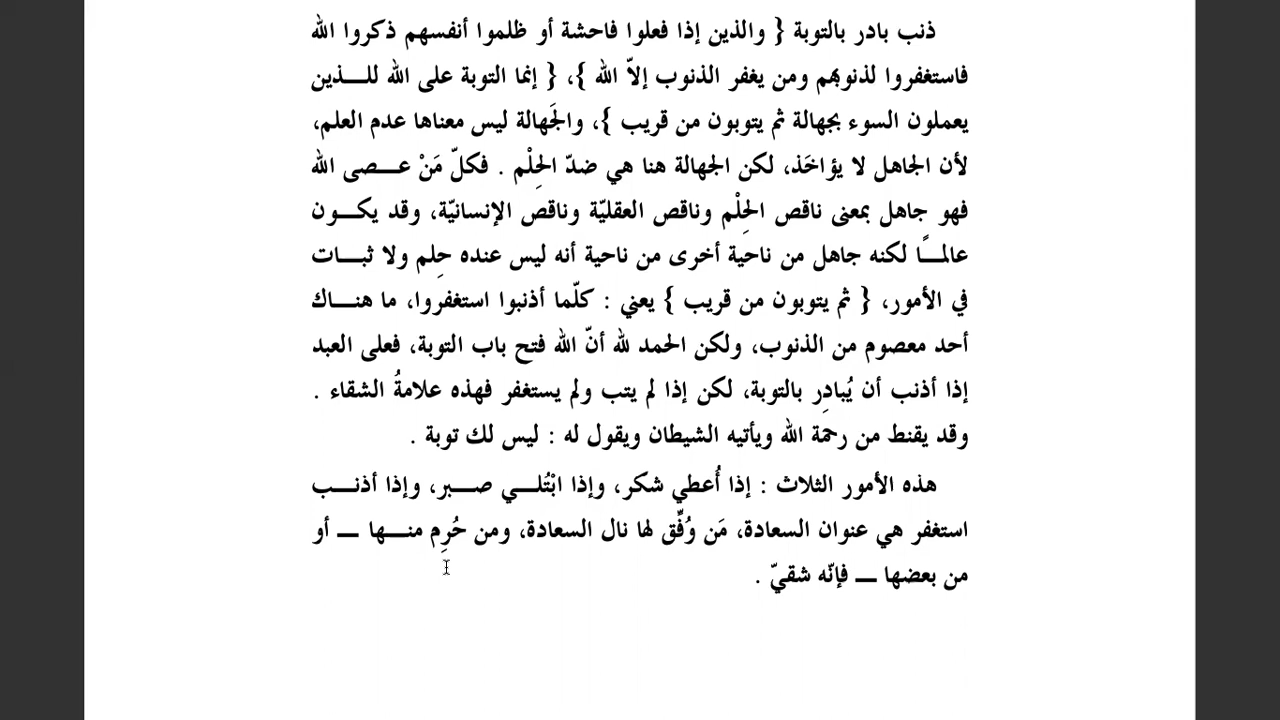 ذنب بادر بالتوبة { والذين إذا فعلوا فاحشة أو ظلموا أنفسهم ذكروا الله
فاستغفروا لذنوبهم ومن يغفر الذنوب إلاّ الله }، { إنما التوبة على الله للـــذين
يعملون السوء بجهالة ثم يتوبون من قريب }، والجَهالة ليس معناها عدم العلم،
لأن الجاهل لا يؤاخَذ، لكن الجهالة هنا هي ضدّ الحِلْم . فكلّ مَنْ عـــصى الله
فهو جاهل بمعنى ناقص الحِلْم وناقص العقليّة وناقص الإنسانيّة، وقد يكـــون
عالمـــًا لكنه جاهل من ناحية أخرى من ناحية أنه ليس عنده حِلم ولا ثبـــات
في الأمور، { ثم يتوبون من قريب } يعني : كلّما أذنبوا استغفروا، ما هنـــاك
أحد معصوم من الذنوب، ولكن الحمد لله أنّ الله فتح باب التوبة، فعلى العبد
إذا أذنب أن يُبادِر بالتوبة، لكن إذا لم يتب ولم يستغفر فهذه علامةُ الشقاء .
وقد يقنط من رحمة الله ويأتيه الشيطان ويقول له : ليس لك توبة .
هذه الأمور الثلاث : إذا أُعطي شكر، وإذا ابْتُلـــي صـــبر، وإذا أذنـــب
استغفر هي عنوان السعادة، مَن وُفِّق لها نال السعادة، ومن حُرِم منـــها ـــ أو
من بعضها ـــ فإنّه شقيّ .